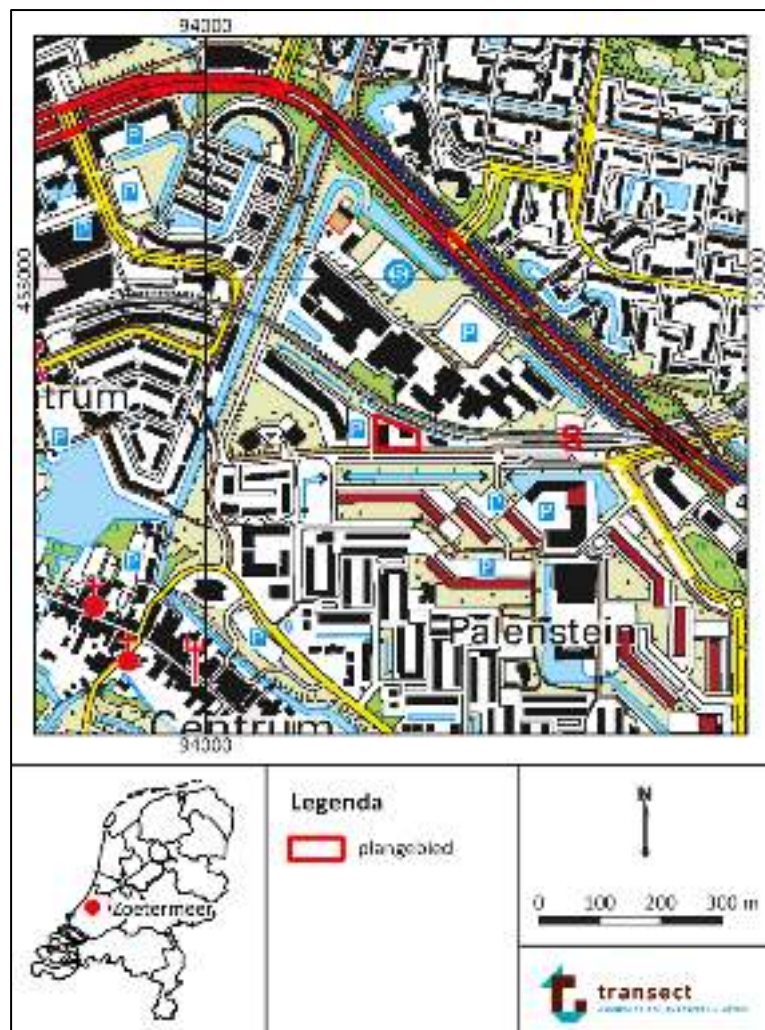 94000
P
P
P
P
453000
453000
trum
P
P
P
P
P
P
P
P
Palenstein
Centrum
94000
Legenda
plangebied
Zoetermeer
N
0 100 200 300 m
transect